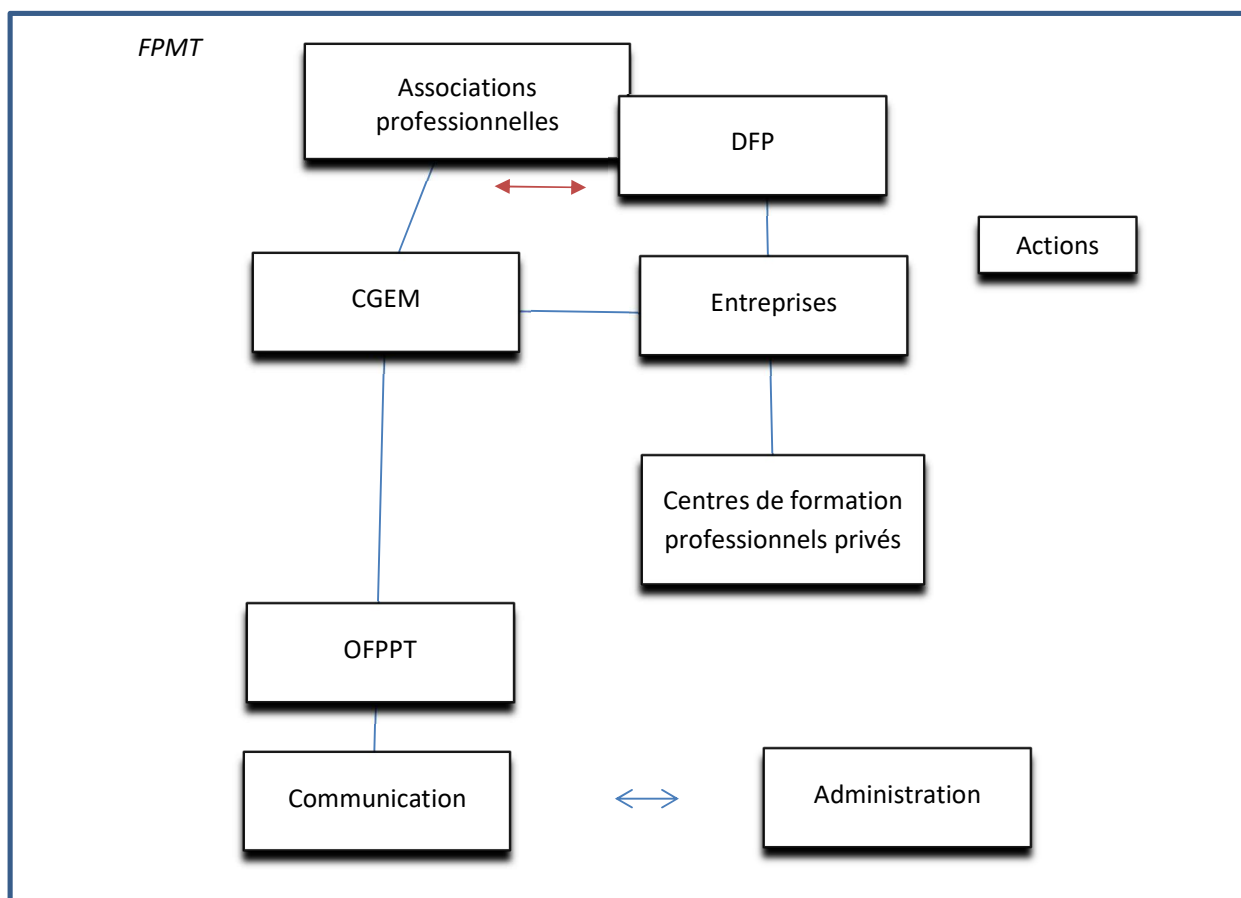 FPMT
Associations
professionnelles
DFP
Actions
CGEM
Entreprises
Centres de formation
professionnels privés
OFPPT
Communication
Administration